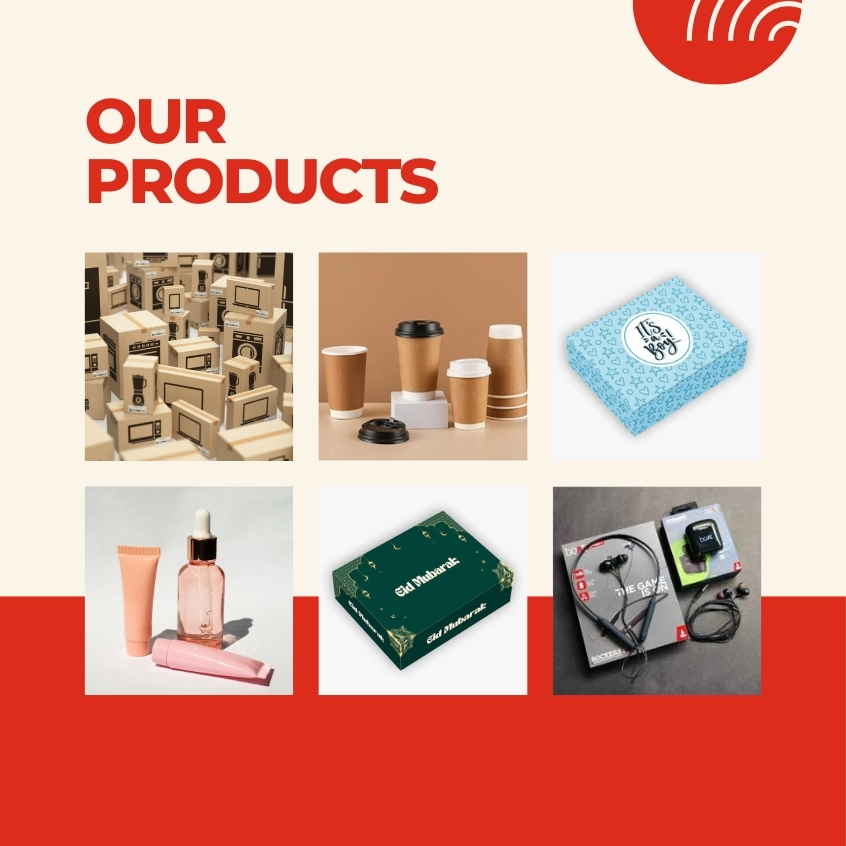 OUR
PRODUCTS
IT'S
a
Boy!
Eid Mubarak
Eid Mubarak
Eid Mubarak
boAt
THE GAME
IS ON
ROCKERZ
boAt